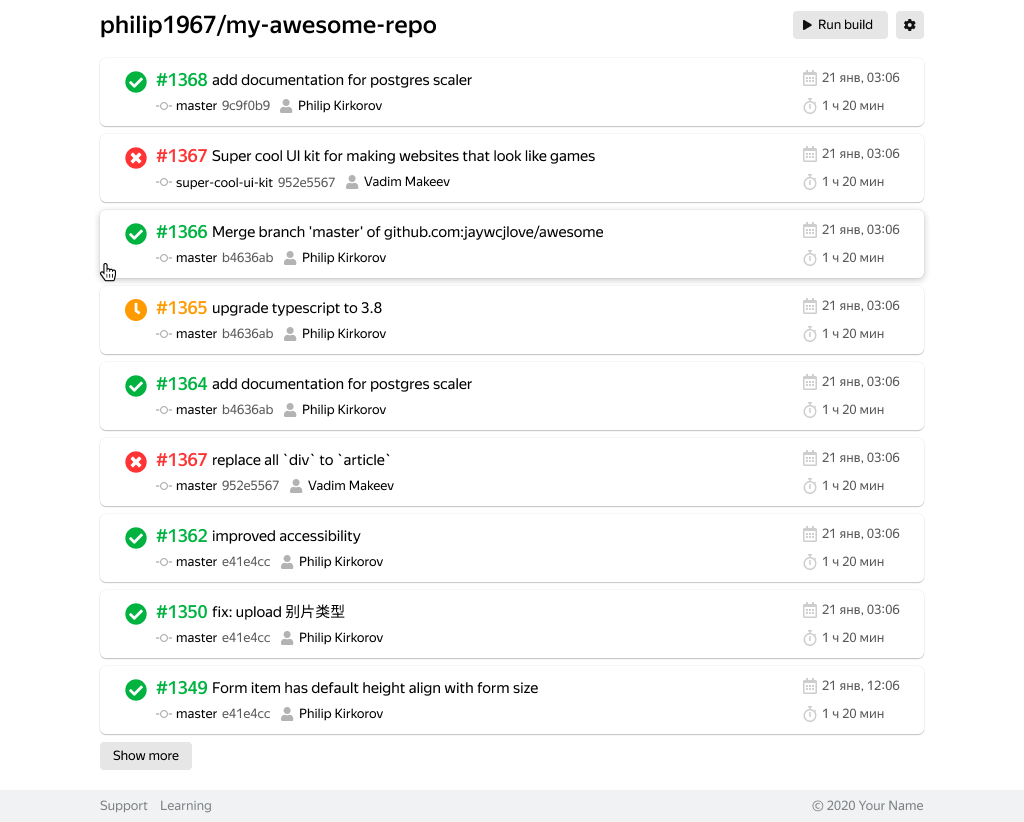 philip1967/my-awesome-repo
Run build
#1368 add documentation for postgres scaler
21 янв, 03:06
master 9c9f0b9 Philip Kirkorov
1 ч 20 мин
#1367 Super cool UI kit for making websites that look like games
21 янв, 03:06
super-cool-ui-kit 952e5567 Vadim Makeev
1 ч 20 мин
#1366 Merge branch 'master' of github.com:jaywcjlove/awesome
21 янв, 03:06
master b4636ab Philip Kirkorov
1 ч 20 мин
#1365 upgrade typescript to 3.8
21 янв, 03:06
master b4636ab Philip Kirkorov
1 ч 20 мин
#1364 add documentation for postgres scaler
21 янв, 03:06
master b4636ab Philip Kirkorov
1 ч 20 мин
#1367 replace all `div` to `article`
21 янв, 03:06
master 952e5567 Vadim Makeev
1 ч 20 мин
#1362 improved accessibility
21 янв, 03:06
master e41e4cc Philip Kirkorov
1 ч 20 мин
#1350 fix: upload 别片类型
21 янв, 03:06
master e41e4cc Philip Kirkorov
1 ч 20 мин
#1349 Form item has default height align with form size
21 янв, 12:06
master e41e4cc Philip Kirkorov
1 ч 20 мин
Show more
Support Learning
© 2020 Your Name